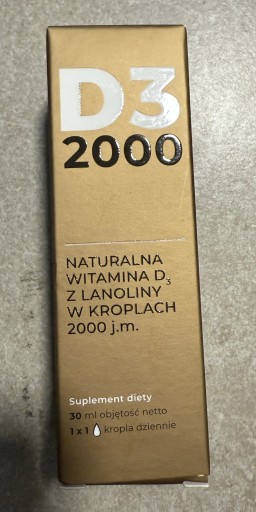 D3
2000
NATURALNA
WITAMINA D₃
Z LANOLINY
W KROPLACH
2000 j.m.
Suplement diety
30 ml objętość netto
1 x 1 kropla dziennie